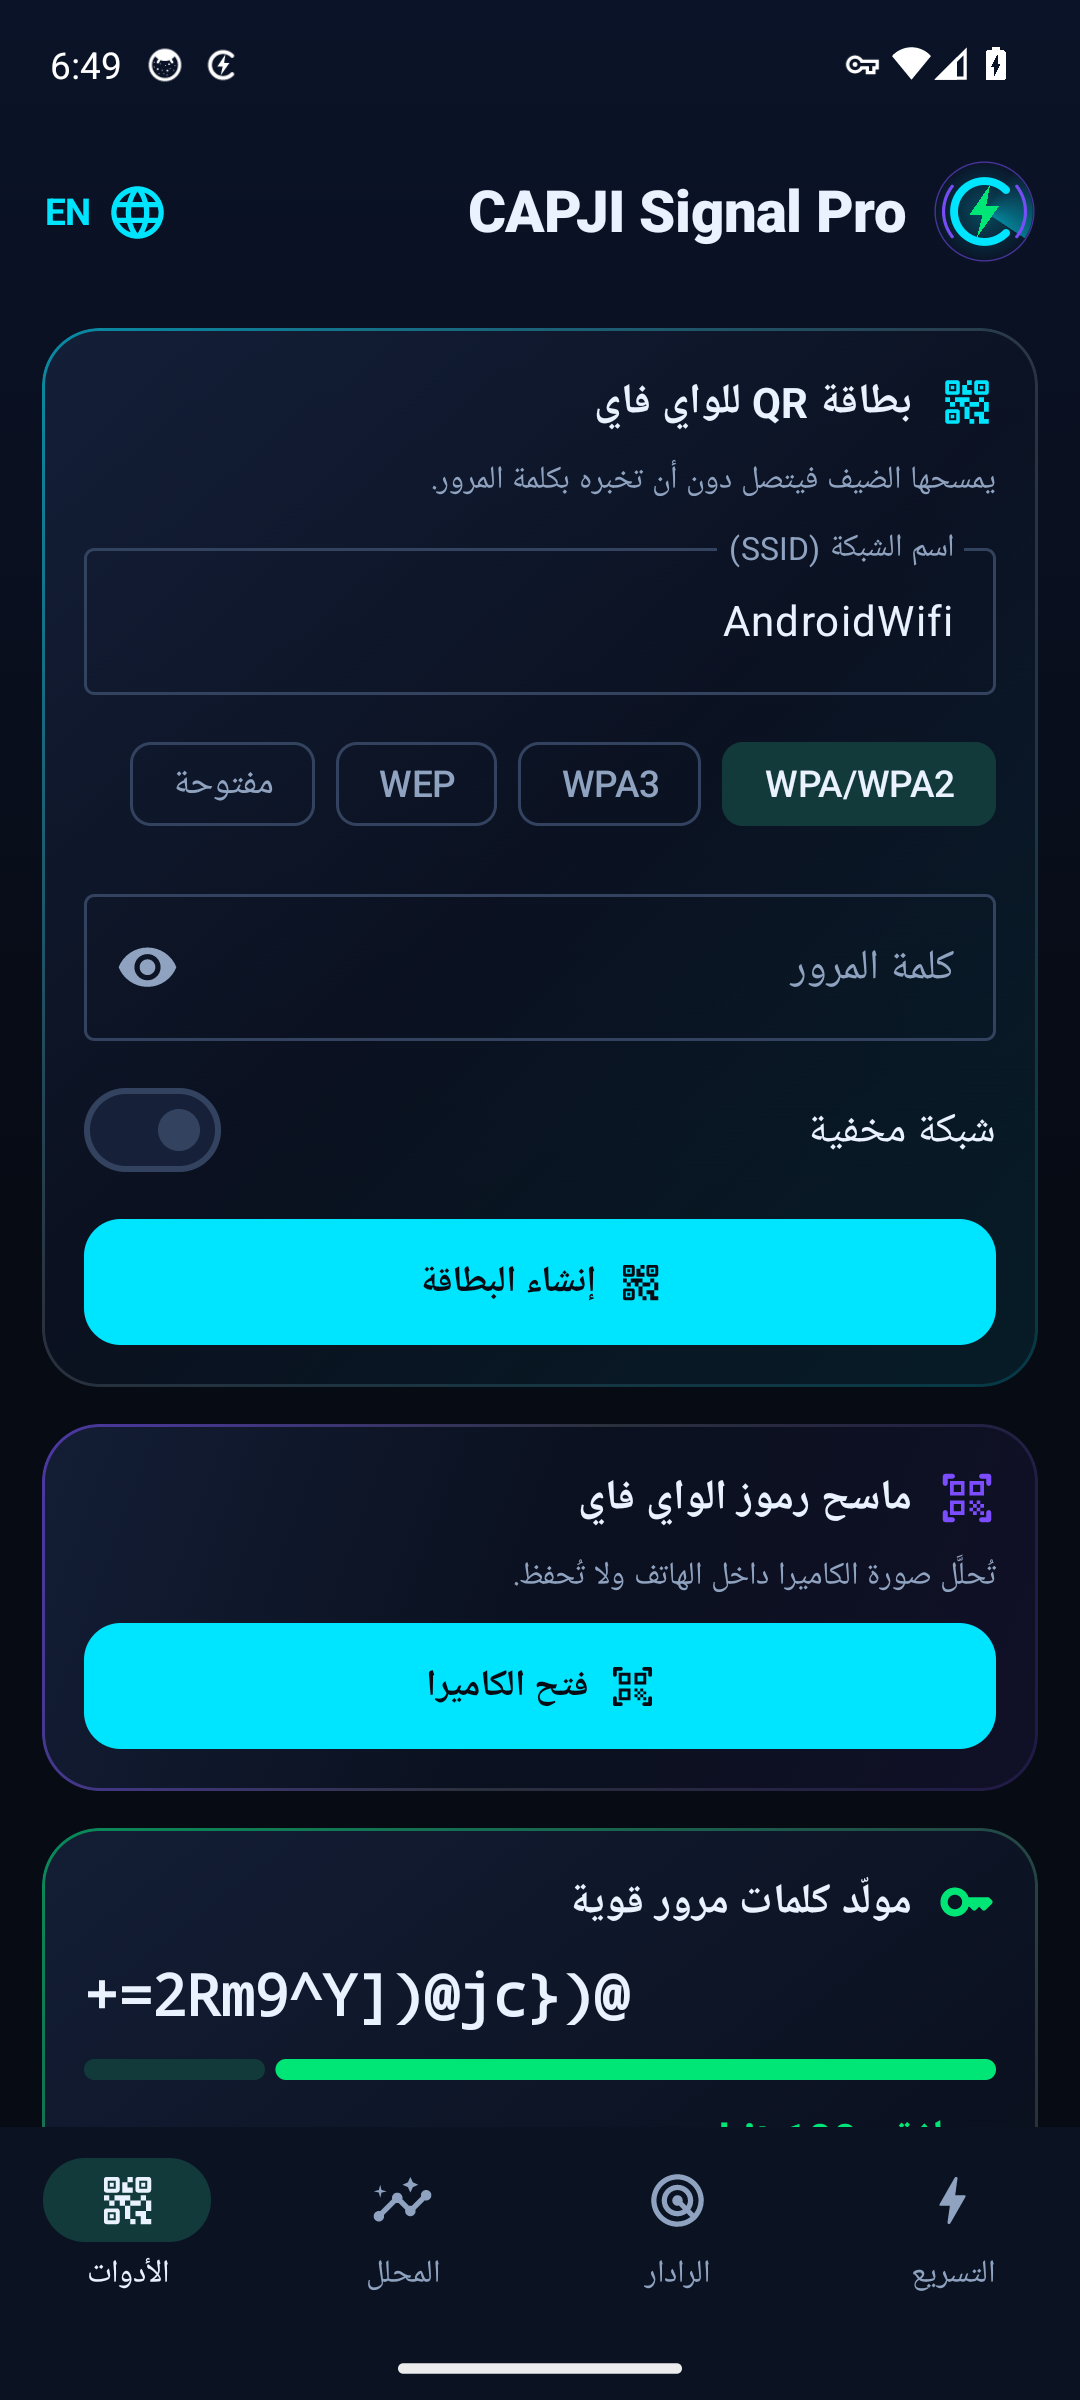 6:49
CAPJI Signal Pro
EN
بطاقة QR للواي فاي
يمسحها الضيف فيتصل دون أن تخبره بكلمة المرور.
اسم الشبكة (SSID)
AndroidWifi
WPA/WPA2
WPA3
WEP
مفتوحة
كلمة المرور
شبكة مخفية
إنشاء البطاقة
ماسح رموز الواي فاي
تُحلَّل صورة الكاميرا داخل الهاتف ولا تُحفظ.
فتح الكاميرا
مولّد كلمات مرور قوية
+=2Rm9^Y])@jc})@
التسريع
الرادار
المحلل
الأدوات